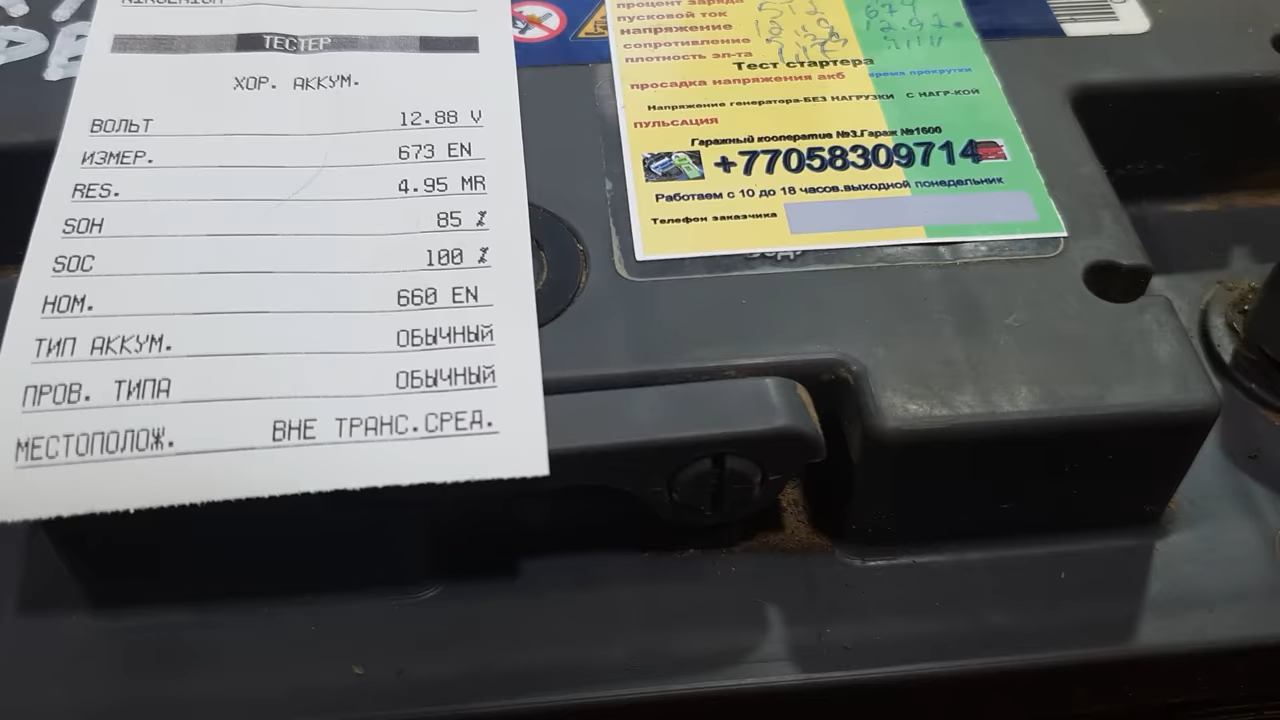 ТЕСТЕР
ХОР. АККУМ.
ВОЛЬТ 12.88 V
ИЗМЕР. 673 EN
RES. 4.95 MR
SOH 85 %
SOC 100 %
НОМ. 660 EN
ТИП АККУМ. ОБЫЧНЫЙ
ПРОВ. ТИПА ОБЫЧНЫЙ
МЕСТОПОЛОЖ. ВНЕ ТРАНС.СРЕД.
процент заряда
пусковой ток
напряжение
сопротивление
плотность эл-та
Тест стартера
просадка напряжения акб время прокрутки
Напряжение генератора-БЕЗ НАГРУЗКИ С НАГР-КОЙ
ПУЛЬСАЦИЯ
Гаражный кооператив №3.Гараж №1600
+77058309714
Работаем с 10 до 18 часов.выходной понедельник
Телефон заказчика